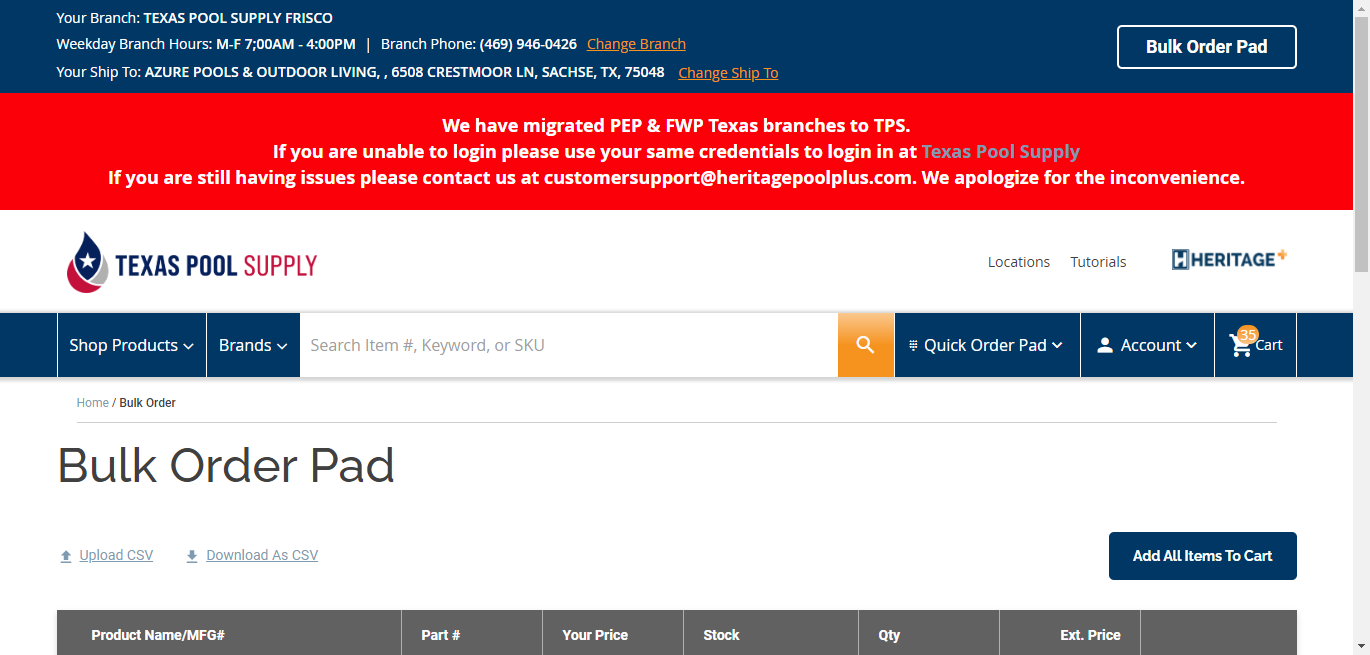 Your Branch: TEXAS POOL SUPPLY FRISCO
Weekday Branch Hours: M-F 7;00AM - 4:00PM | Branch Phone: (469) 946-0426 Change Branch
Your Ship To: AZURE POOLS & OUTDOOR LIVING, , 6508 CRESTMOOR LN, SACHSE, TX, 75048 Change Ship To
Bulk Order Pad
We have migrated PEP & FWP Texas branches to TPS.
If you are unable to login please use your same credentials to login in at Texas Pool Supply
If you are still having issues please contact us at customersupport@heritagepoolplus.com. We apologize for the inconvenience.
TEXAS POOL SUPPLY
Locations Tutorials HERITAGE+
Shop Products Brands Search Item #, Keyword, or SKU Quick Order Pad Account 35 Cart
Home / Bulk Order
Bulk Order Pad
Upload CSV Download As CSV Add All Items To Cart
Product Name/MFG# Part # Your Price Stock Qty Ext. Price